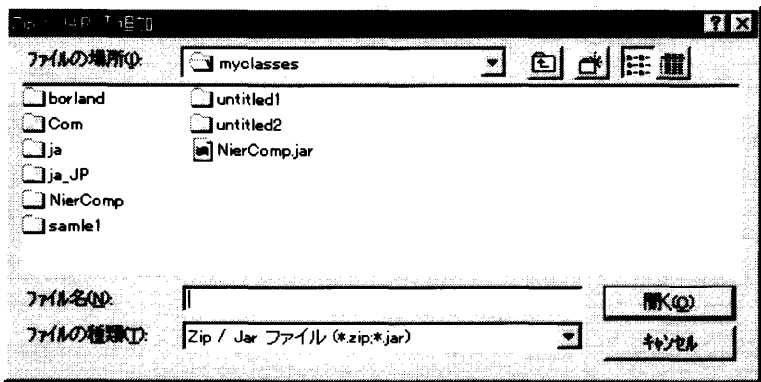 ファイルの場所(I):
myclasses
borland
Com
ja
ja_JP
NierComp
samle1
untitled1
untitled2
NierComp.jar
ファイル名(N):
開く(O)
ファイルの種類(T):
Zip / Jar ファイル (*.zip;*.jar)
キャンセル